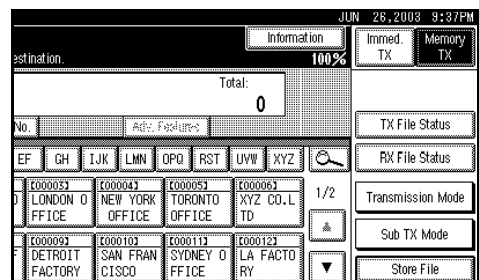 JUN 26,2003 9:37PM
Information
Immed. TX
Memory TX
estination.
100%
Total:
0
No.
Adv. Features
TX File Status
EF GH IJK LMN OPQ RST UVW XYZ
RX File Status
[00003] [00004] [00005] [00006]
LONDON O NEW YORK TORONTO XYZ CO.L
FFICE OFFICE OFFICE TD
1/2
Transmission Mode
▲
Sub TX Mode
[00009] [00010] [00011] [00012]
F DETROIT SAN FRAN SYDNEY O LA FACTO
FACTORY CISCO FFICE RY
▼
Store File